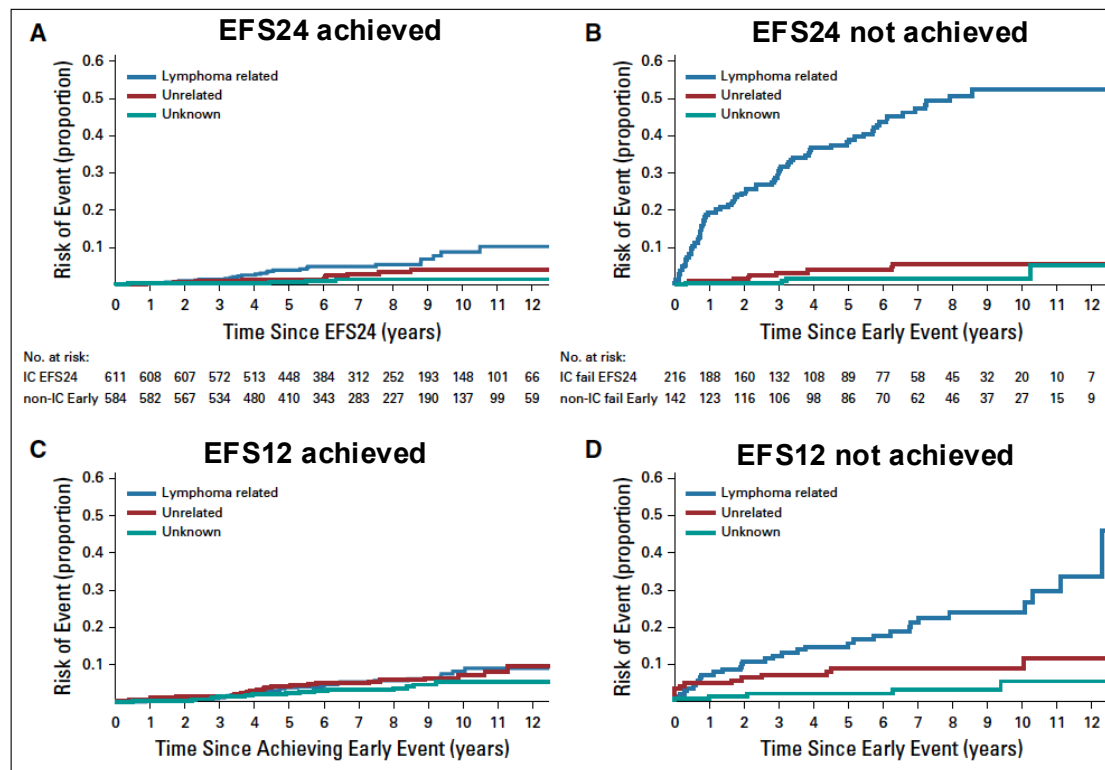 A EFS24 achieved
Risk of Event (proportion)
0.6
0.5
0.4
0.3
0.2
0.1
Lymphoma related
Unrelated
Unknown
0 1 2 3 4 5 6 7 8 9 10 11 12
Time Since EFS24 (years)
B EFS24 not achieved
Risk of Event (proportion)
0.6
0.5
0.4
0.3
0.2
0.1
Lymphoma related
Unrelated
Unknown
0 1 2 3 4 5 6 7 8 9 10 11 12
Time Since Early Event (years)
No. at risk:
IC EFS24 611 608 607 572 513 448 384 312 252 193 148 101 66
non-IC Early 584 582 567 534 480 410 343 283 227 190 137 99 59
No. at risk:
IC fail EFS24 216 188 160 132 108 89 77 58 45 32 20 10 7
non-IC fail Early 142 123 116 106 98 86 70 62 46 37 27 15 9
C EFS12 achieved
Risk of Event (proportion)
0.6
0.5
0.4
0.3
0.2
0.1
Lymphoma related
Unrelated
Unknown
0 1 2 3 4 5 6 7 8 9 10 11 12
Time Since Achieving Early Event (years)
D EFS12 not achieved
Risk of Event (proportion)
0.6
0.5
0.4
0.3
0.2
0.1
Lymphoma related
Unrelated
Unknown
0 1 2 3 4 5 6 7 8 9 10 11 12
Time Since Early Event (years)